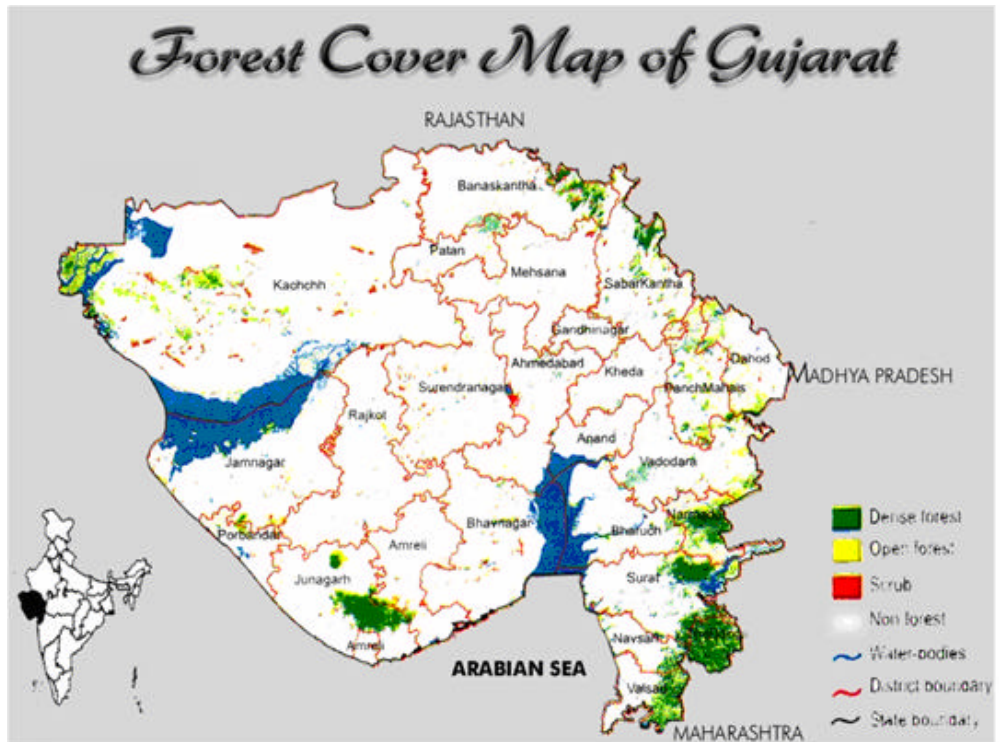 Forest Cover Map of Gujarat
RAJASTHAN
Banaskantha
Patan
Mehsana
Kachchh
SabarKantha
Gandhinagar
Ahmedabad
Dahod
Kheda
MADHYA PRADESH
Surendranagar
PanchMahals
Rajkot
Anand
Jamnagar
Vadodara
Narmada
Bhavnagar
Bharuch
Porbandar
Amreli
Junagarh
Surat
Amreli
Navsari
ARABIAN SEA
Valsad
MAHARASHTRA
Dense forest
Open forest
Scrub
Non forest
Water-bodies
District boundary
State boundary